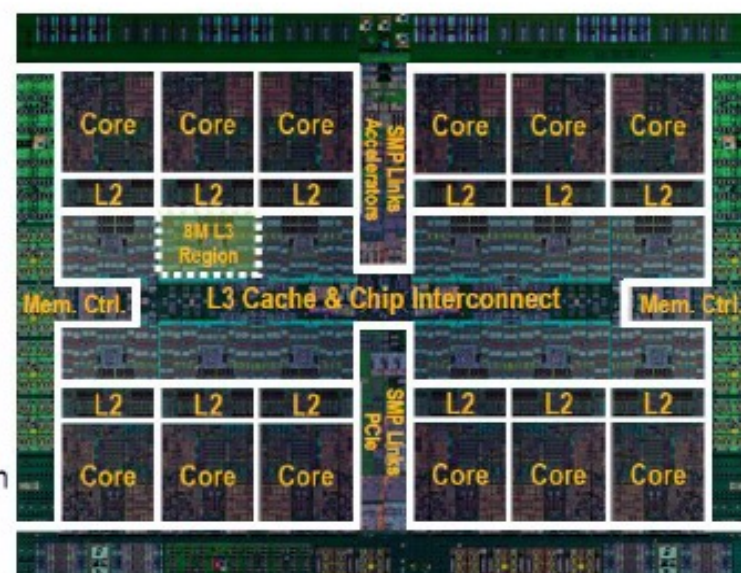 Core Core Core Core Core Core
SMP Links
Accelerators
L2 L2 L2 L2 L2 L2
8M L3
Region
Mem. Ctrl. L3 Cache & Chip Interconnect Mem. Ctrl.
L2 L2 L2 L2 L2 L2
SMP Links
PCIe
Core Core Core Core Core Core